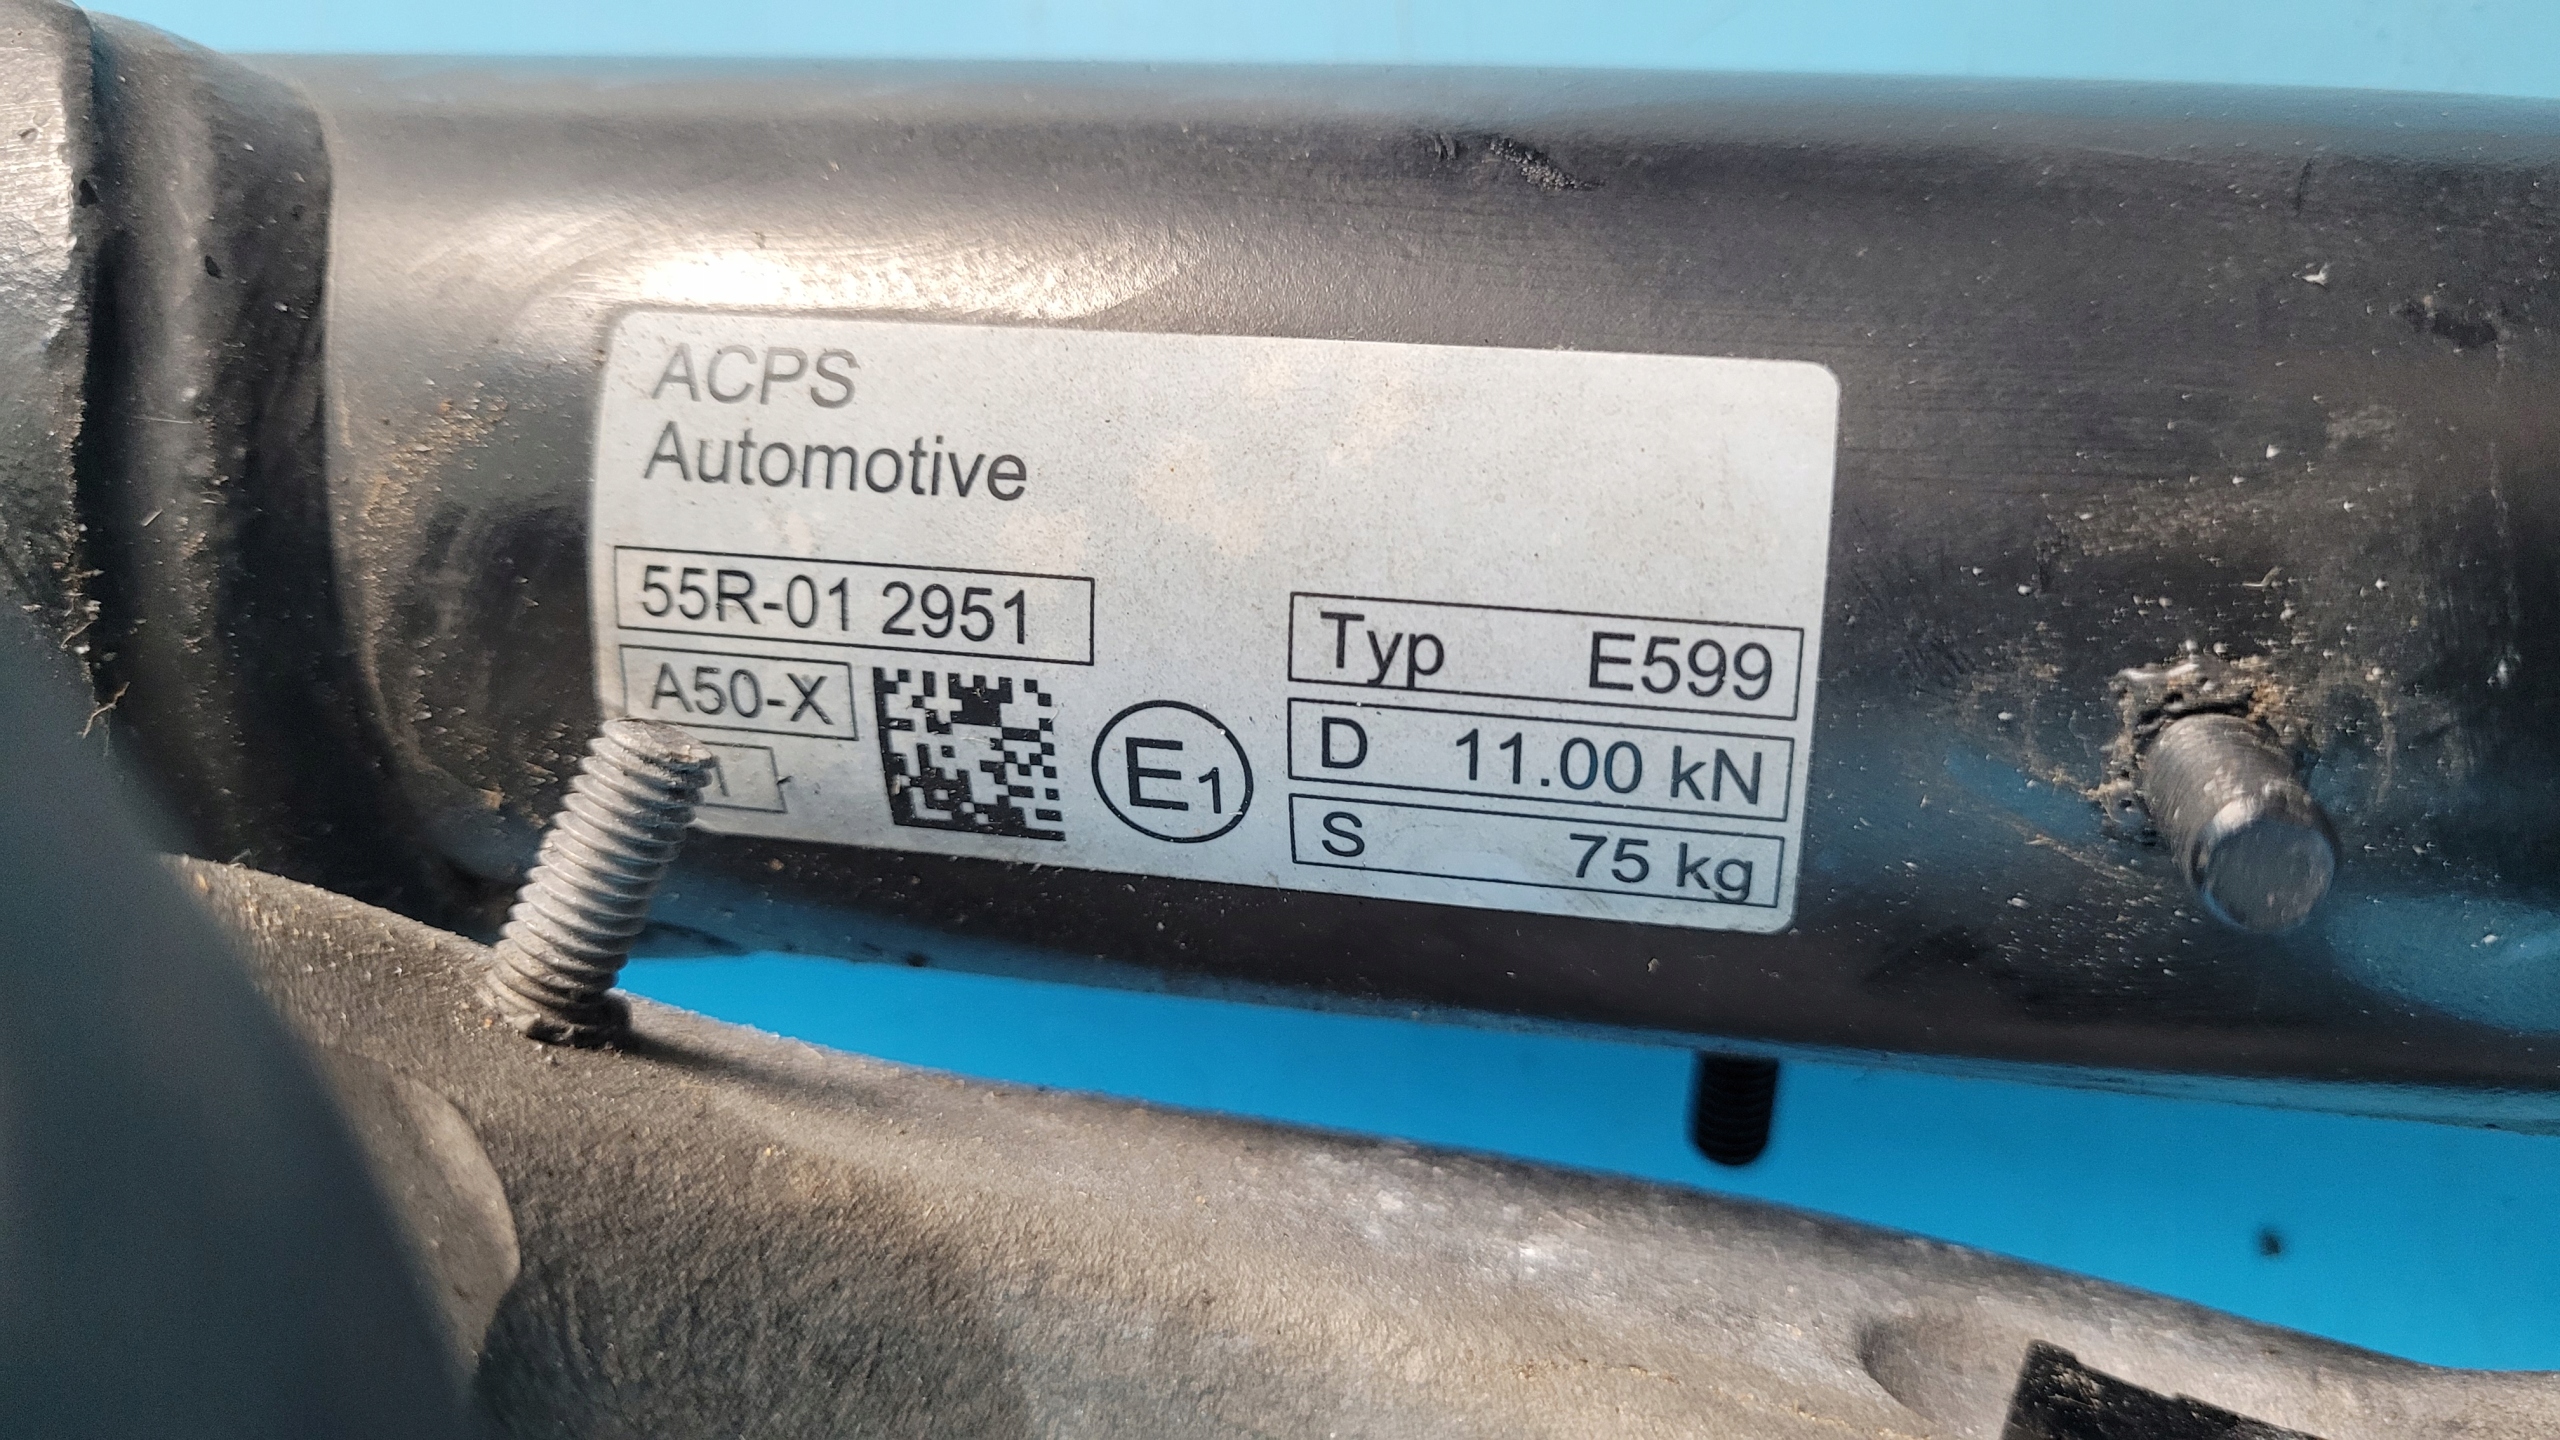 ACPS
Automotive
55R-01 2951
A50-X
E1
Typ E599
D 11.00 kN
S 75 kg